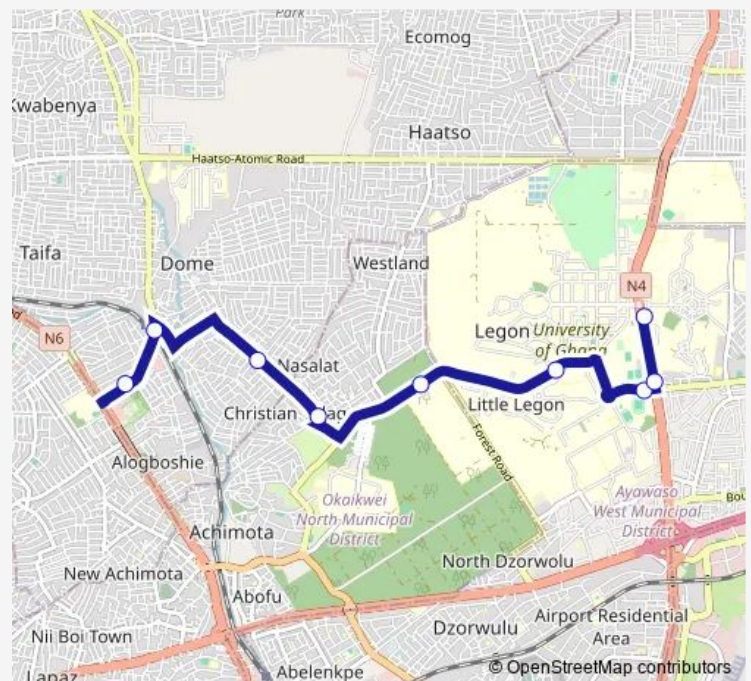 Park
Ecomog
Kwabenya
Haatso
Haatso-Atomic Road
Taifa
Dome
Westland
N4
N6
Legon
University
of Ghana
Nasalat
Christian
Little Legon
Forest Road
Alogboshie
Okaikwei
North Municipal
District
Ayawaso
West Municipal
District
Achimota
New Achimota
North Dzorwolu
Abofu
Airport Residential
Area
Dzorwulu
Nii Boi Town
Lapaz
Abelenkpe
© OpenStreetMap contributors